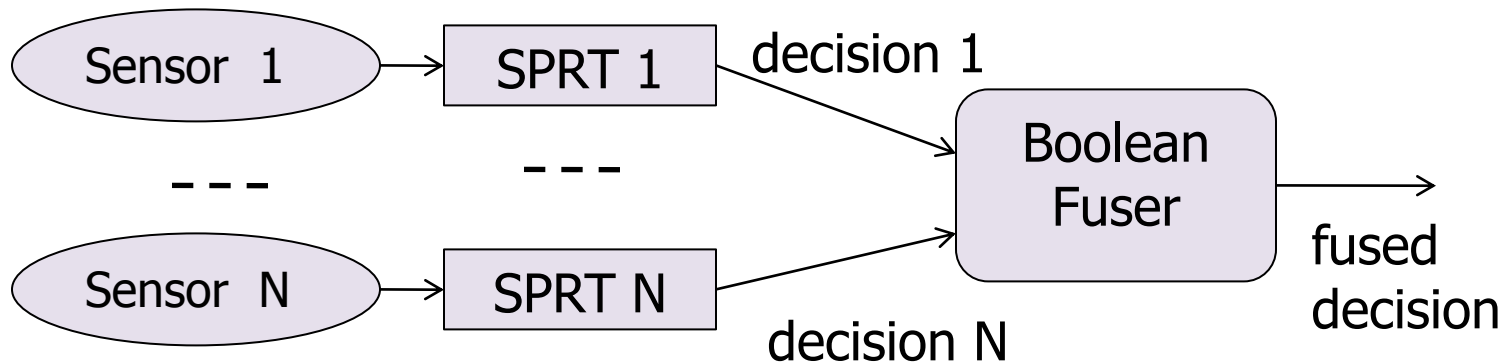 Sensor 1
SPRT 1
decision 1
Boolean
Fuser
- - -
- - -
Sensor N
SPRT N
decision N
fused
decision